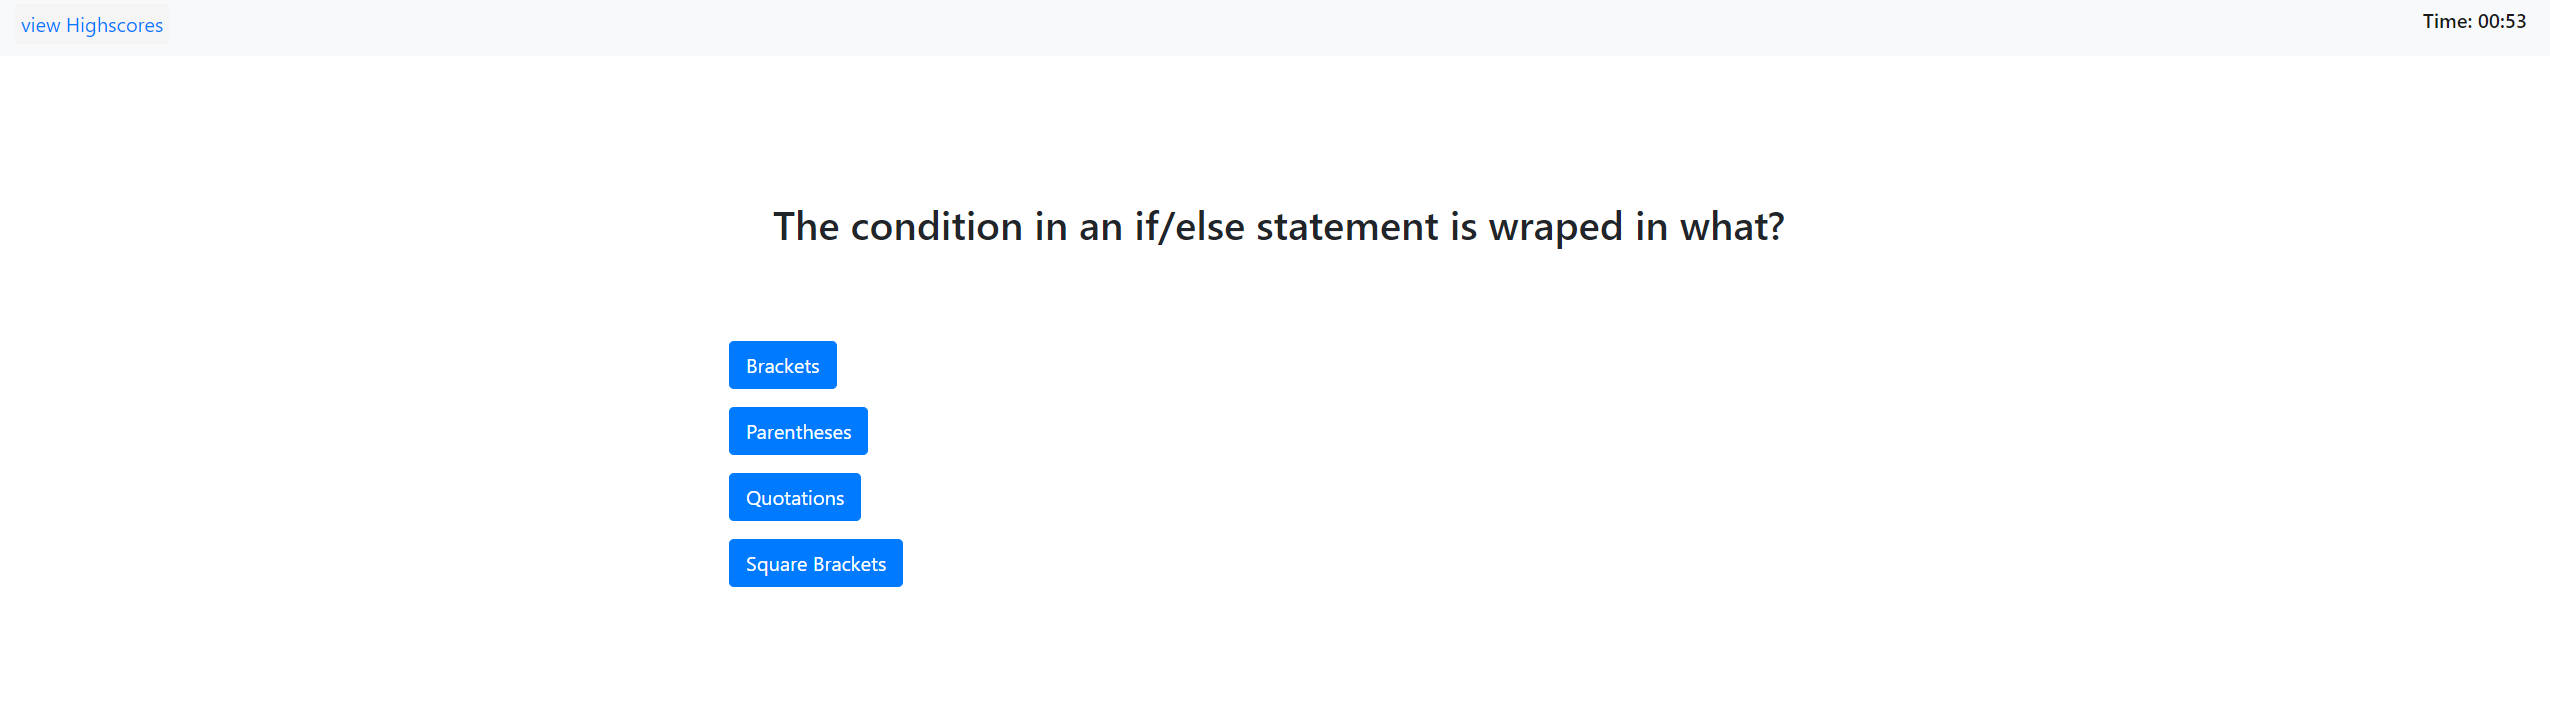 view Highscores
Time: 00:53
The condition in an if/else statement is wraped in what?
Brackets
Parentheses
Quotations
Square Brackets